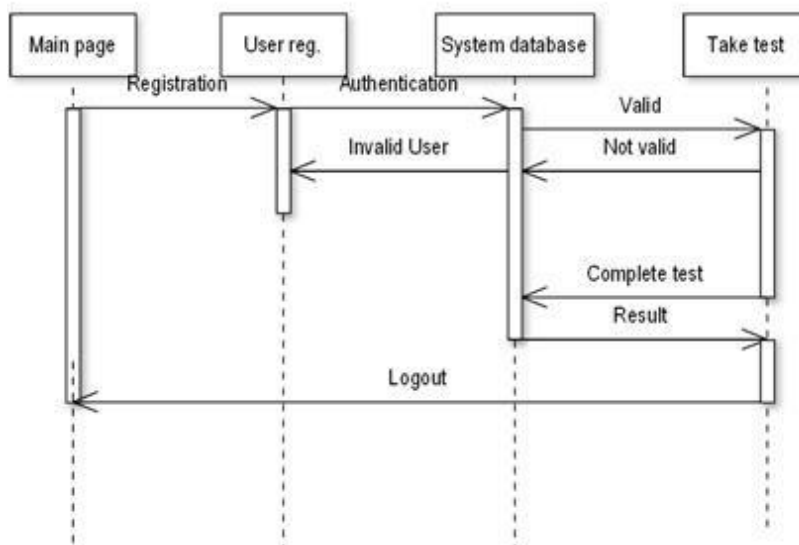 Main page
User reg.
System database
Take test
Registration
Authentication
Valid
Invalid User
Not valid
Complete test
Result
Logout